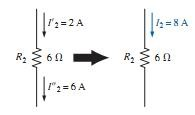 I′₂ = 2 A
I₂ = 8 A
R₂ 6 Ω
R₂ 6 Ω
I″₂ = 6 A